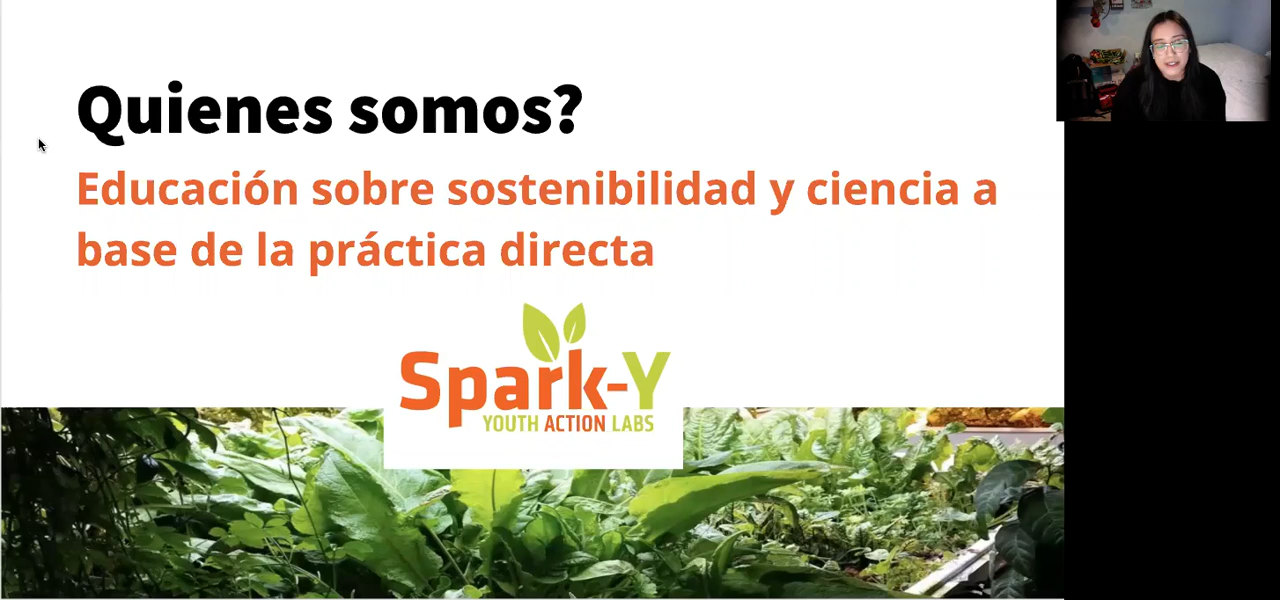 Quienes somos?
Educación sobre sostenibilidad y ciencia a
base de la práctica directa
Spark-Y
YOUTH ACTION LABS